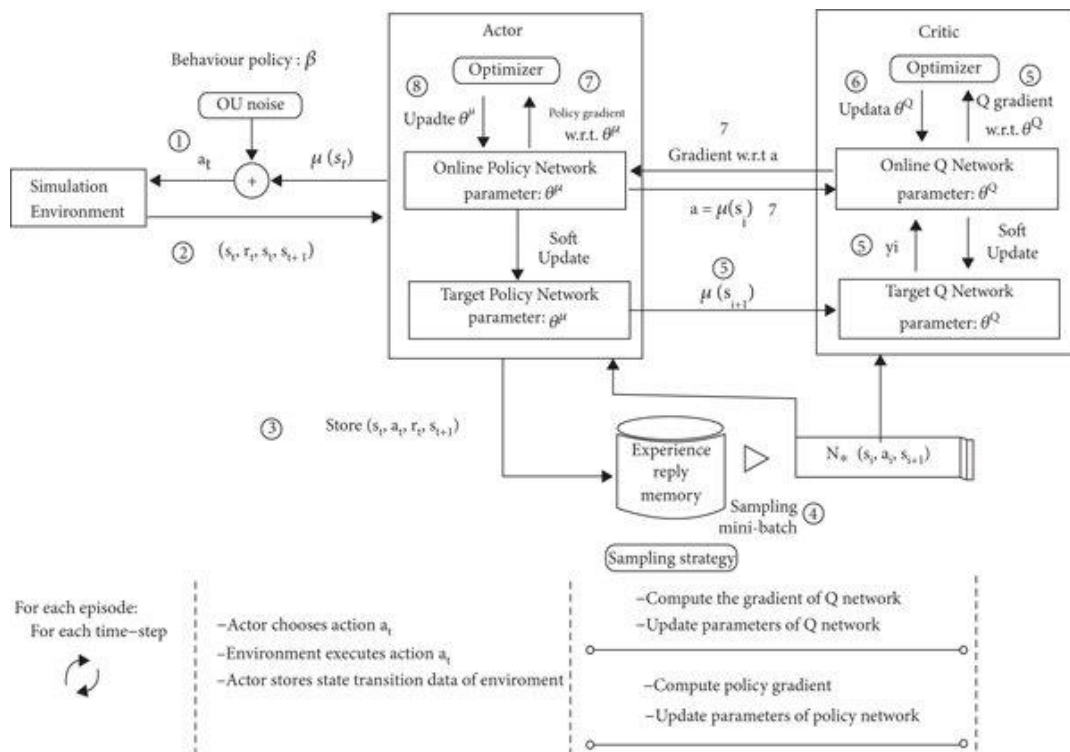 Actor
Critic
Behaviour policy : β
Optimizer
⑦
⑧
Upadte θ^μ
Policy gradient
w.r.t. θ^μ
Optimizer
⑥
⑤
Updata θ^Q
Q gradient
w.r.t. θ^Q
OU noise
①
a_t
+
μ (s_t)
Simulation
Environment
②
(s_t, r_t, s_t, s_{t+1})
Online Policy Network
parameter: θ^μ
7
Gradient w.r.t a
a = μ(s_i) 7
Online Q Network
parameter: θ^Q
Soft
Update
⑤
yi
Soft
Update
Target Policy Network
parameter: θ^μ
⑤
μ (s_{i+1})
Target Q Network
parameter: θ^Q
③
Store (s_t, a_t, r_t, s_{t+1})
Experience
reply
memory
N* (s_i, a_i, s_{i+1})
Sampling
mini-batch
④
Sampling strategy
For each episode:
For each time−step
−Actor chooses action a_t
−Environment executes action a_t
−Actor stores state transition data of enviroment
−Compute the gradient of Q network
−Update parameters of Q network
−Compute policy gradient
−Update parameters of policy network